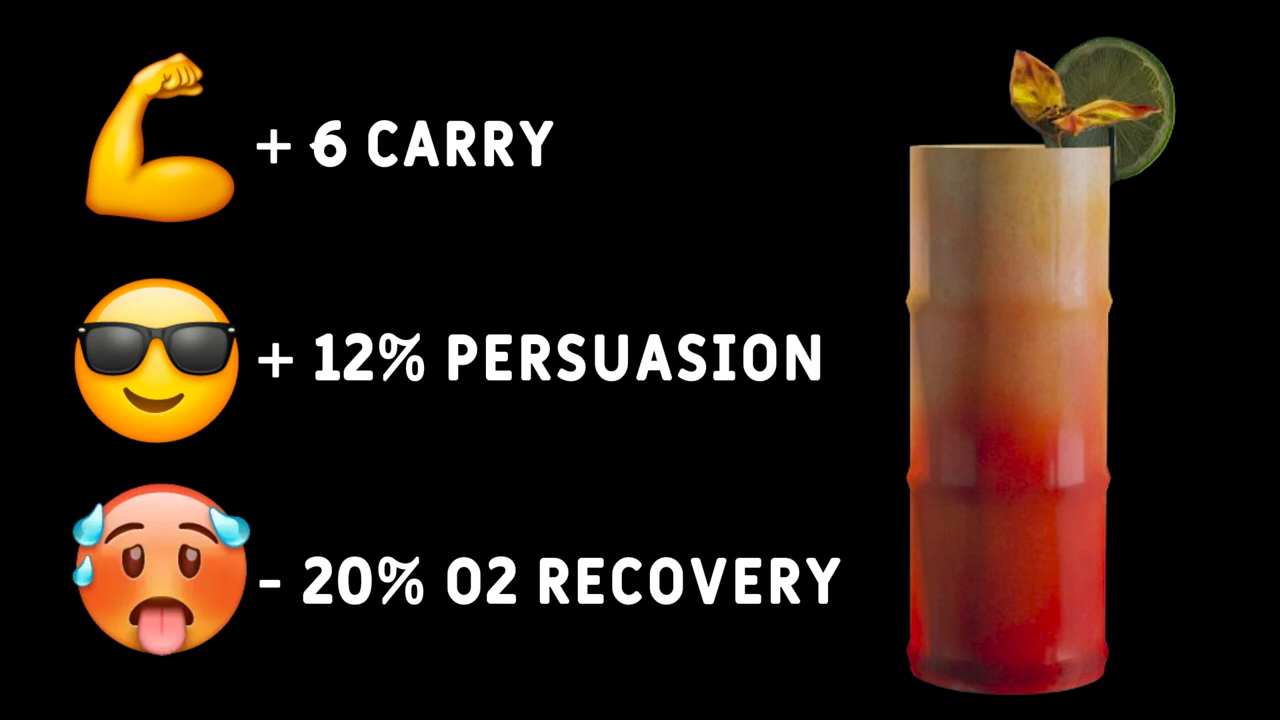 + 6 CARRY
+ 12% PERSUASION
- 20% O2 RECOVERY